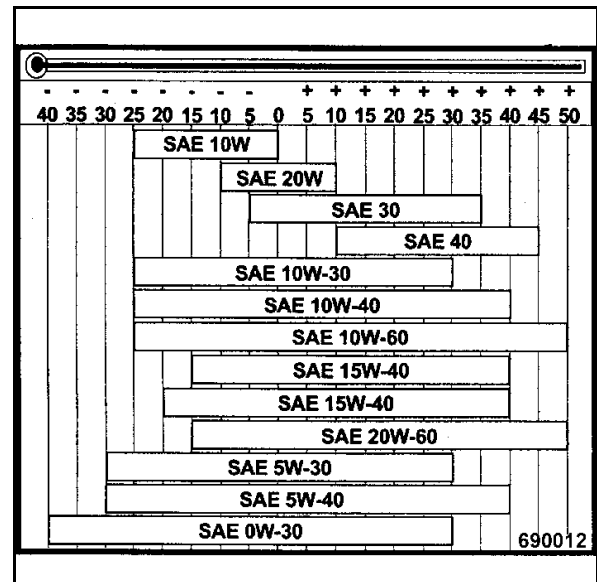 - - - - - - - - + + + + + + + + + +
40 35 30 25 20 15 10 5 0 5 10 15 20 25 30 35 40 45 50
SAE 10W
SAE 20W
SAE 30
SAE 40
SAE 10W-30
SAE 10W-40
SAE 10W-60
SAE 15W-40
SAE 15W-40
SAE 20W-60
SAE 5W-30
SAE 5W-40
SAE 0W-30
690012